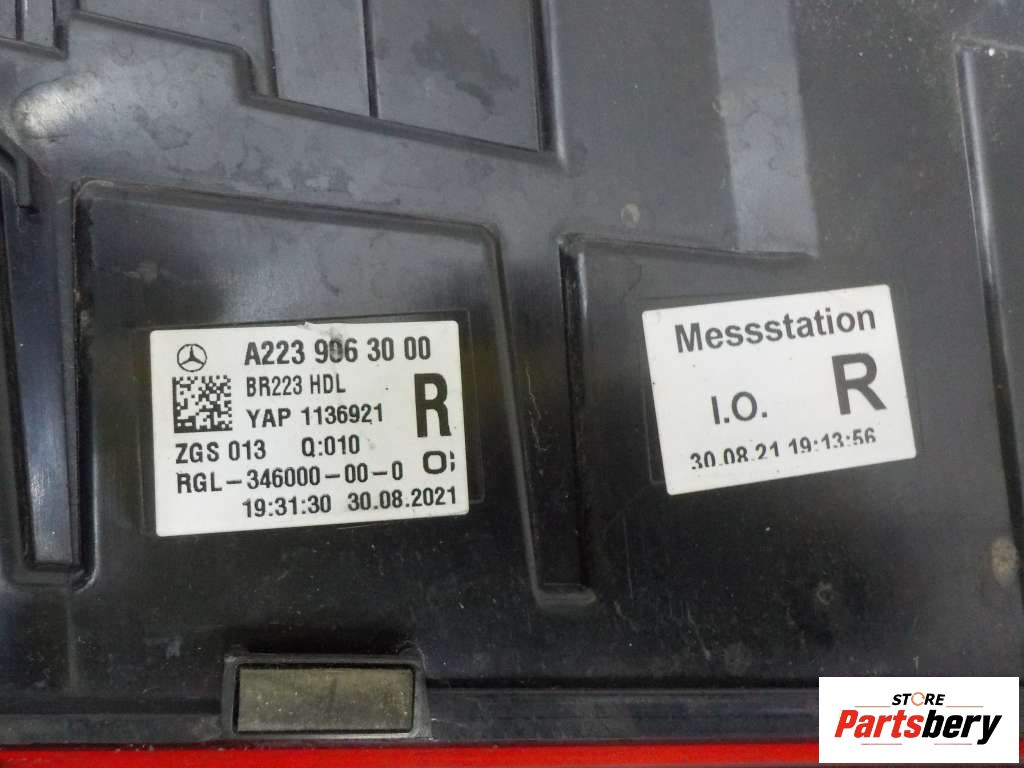 A223 906 30 00
BR223 HDL
YAP 1136921
R
ZGS 013 Q:010
RGL-346000-00-0
19:31:30 30.08.2021
Messstation
I.O. R
30.08.21 19:13:56
STORE
Partsbery